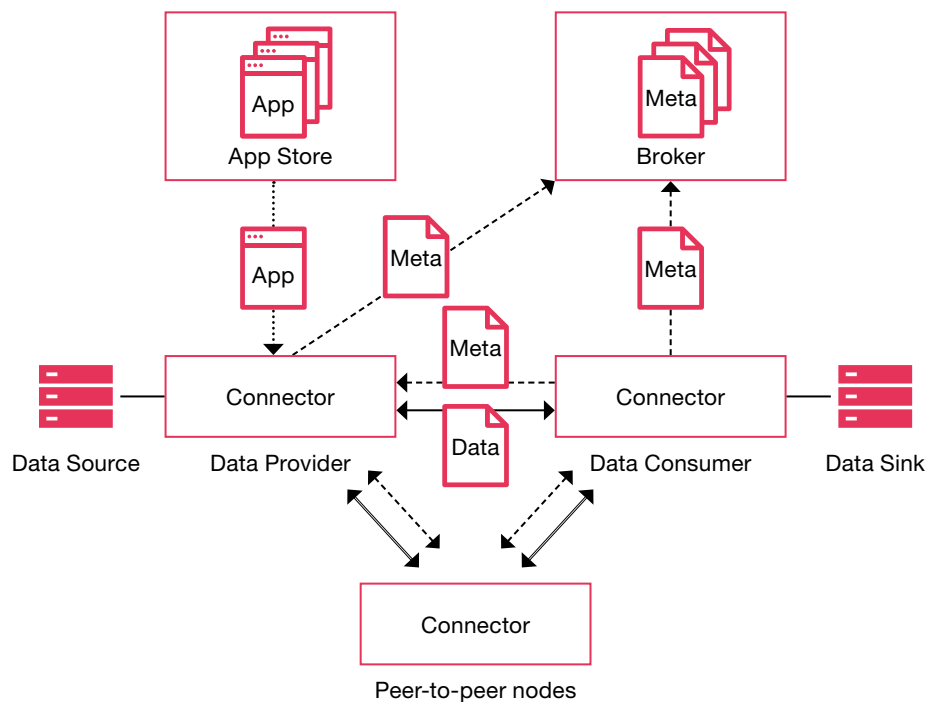 App
App Store
Meta
Broker
App
Meta
Meta
Meta
Connector
Connector
Data
Data Source
Data Provider
Data Consumer
Data Sink
Connector
Peer-to-peer nodes